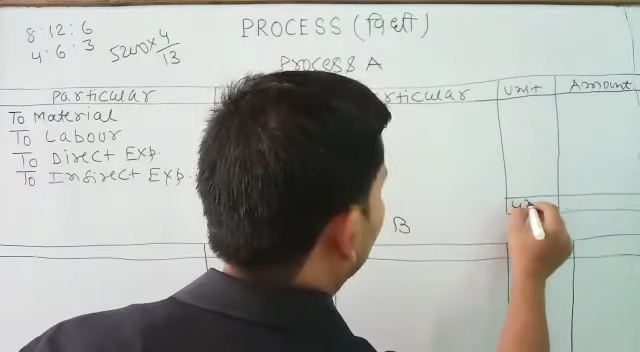 8:12:6
4:6:3
5200×4/13
PROCESS (विधी)
Process A
Particular
rticular Unit Amount
To Material
To Labour
To Direct Exp.
To Indirect Exp.
B